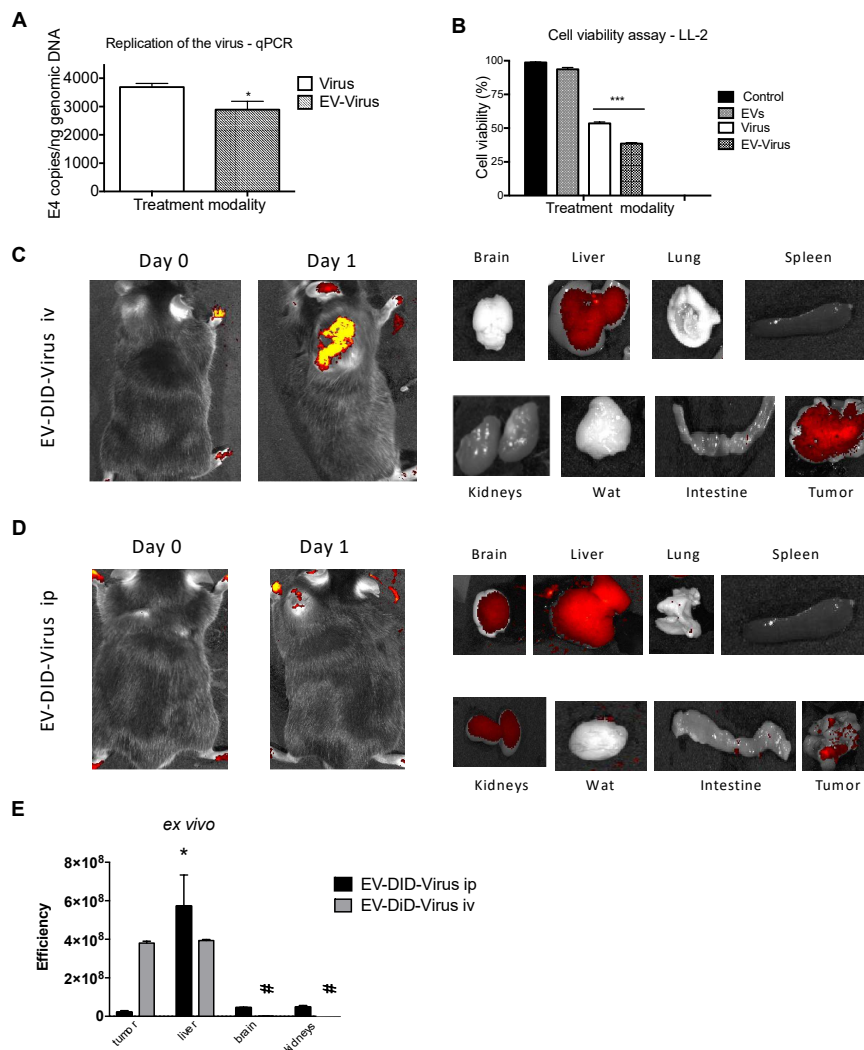 A
Replication of the virus - qPCR
E4 copies/ng genomic DNA
4000
3000
2000
1000
0
*
Treatment modality
Virus
EV-Virus
B
Cell viability assay - LL-2
Cell viability (%)
100
75
50
25
0
***
Treatment modality
Control
EVs
Virus
EV-Virus
C
Day 0
Day 1
EV-DID-Virus iv
Brain
Liver
Lung
Spleen
Kidneys
Wat
Intestine
Tumor
D
Day 0
Day 1
EV-DID-Virus ip
Brain
Liver
Lung
Spleen
Kidneys
Wat
Intestine
Tumor
E
ex vivo
Efficiency
8×10⁸
6×10⁸
4×10⁸
2×10⁸
0
*
#
#
tumor
liver
brain
kidneys
EV-DID-Virus ip
EV-DiD-Virus iv